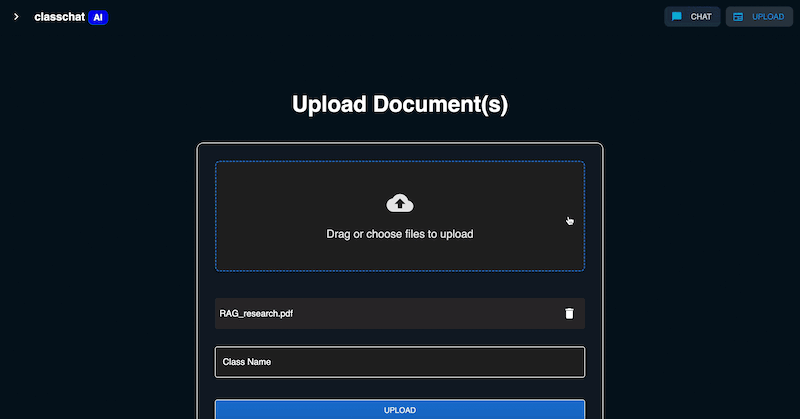 classchat AI
CHAT
UPLOAD
Upload Document(s)
Drag or choose files to upload
RAG_research.pdf
Class Name
UPLOAD